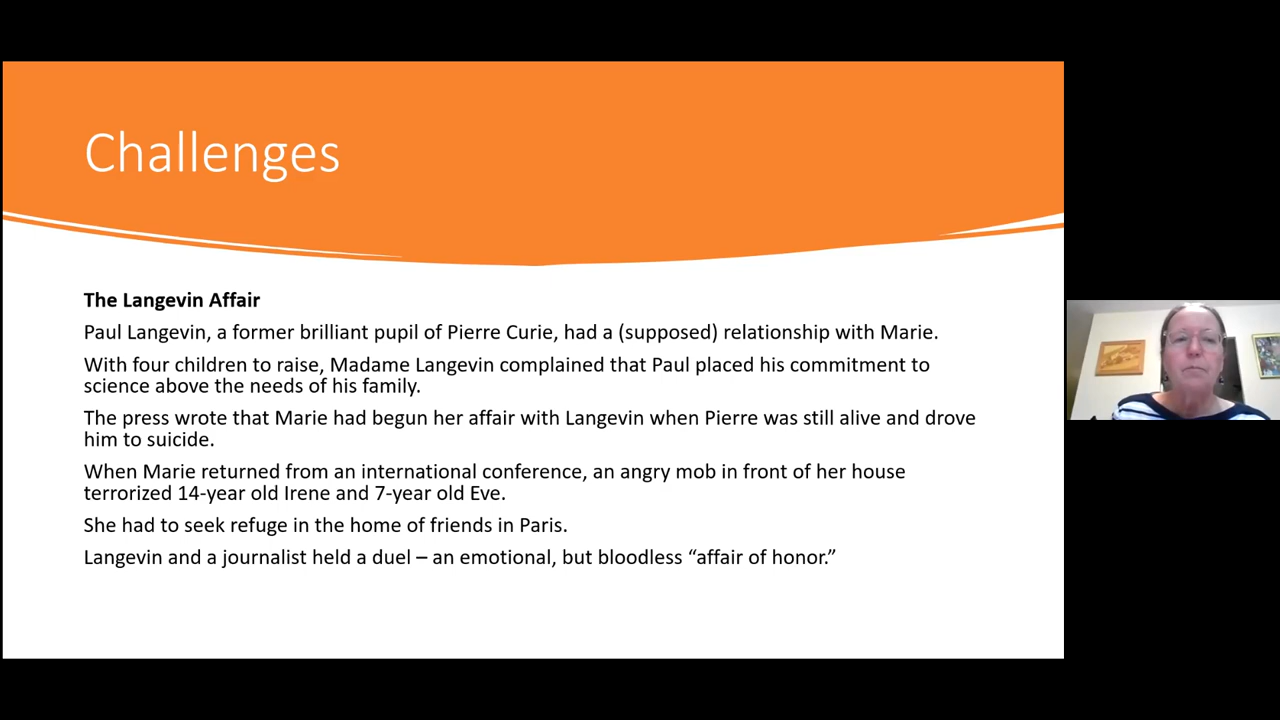 Challenges
The Langevin Affair
Paul Langevin, a former brilliant pupil of Pierre Curie, had a (supposed) relationship with Marie.
With four children to raise, Madame Langevin complained that Paul placed his commitment to
science above the needs of his family.
The press wrote that Marie had begun her affair with Langevin when Pierre was still alive and drove
him to suicide.
When Marie returned from an international conference, an angry mob in front of her house
terrorized 14-year old Irene and 7-year old Eve.
She had to seek refuge in the home of friends in Paris.
Langevin and a journalist held a duel – an emotional, but bloodless “affair of honor.”